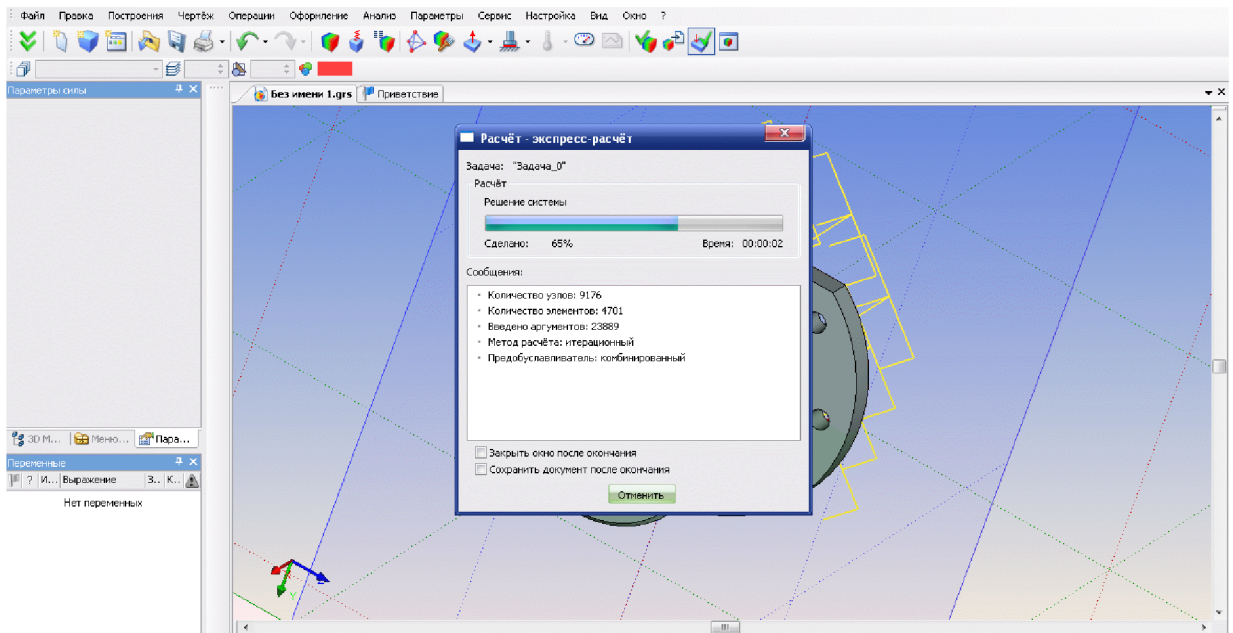 Файл Правка Построения Чертёж Операции Оформление Анализ Параметры Сервис Настройка Вид Окно ?
Параметры силы
Без имени 1.grs Приветствие
Расчёт - экспресс-расчёт
Задача: "Задача_0"
Расчёт
Решение системы
Сделано: 65% Время: 00:00:02
Сообщения:
Количество узлов: 9176
Количество элементов: 4701
Введено аргументов: 23889
Метод расчёта: итерационный
Предобуславливатель: комбинированный
3D М... Меню... Пара...
Закрыть окно после окончания
Сохранить документ после окончания
Отменить
Переменные
? И... Выражение З.. К..
Нет переменных
Y